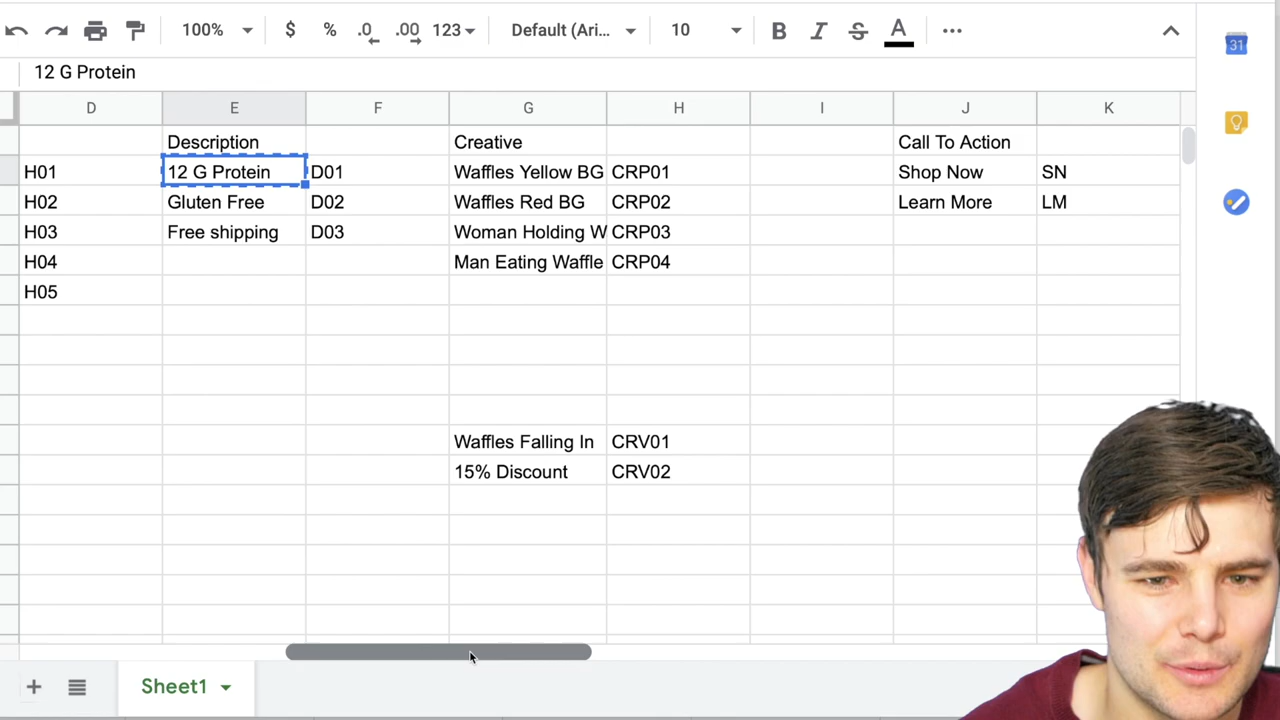 100% $ % .0 .00 123 Default (Ari... 10 B I S A
31
12 G Protein
D E F G H I J K
Description Creative Call To Action
H01 12 G Protein D01 Waffles Yellow BG CRP01 Shop Now SN
H02 Gluten Free D02 Waffles Red BG CRP02 Learn More LM
H03 Free shipping D03 Woman Holding W CRP03
H04 Man Eating Waffle CRP04
H05
Waffles Falling In CRV01
15% Discount CRV02
Sheet1